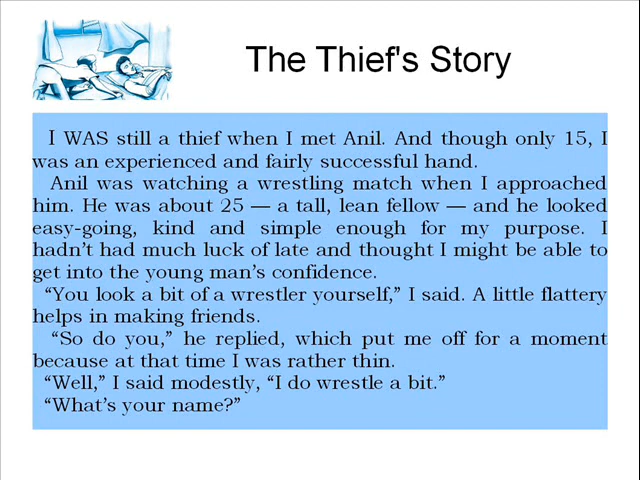 The Thief's Story
I WAS still a thief when I met Anil. And though only 15, I
was an experienced and fairly successful hand.
Anil was watching a wrestling match when I approached
him. He was about 25 — a tall, lean fellow — and he looked
easy-going, kind and simple enough for my purpose. I
hadn’t had much luck of late and thought I might be able to
get into the young man’s confidence.
“You look a bit of a wrestler yourself,” I said. A little flattery
helps in making friends.
“So do you,” he replied, which put me off for a moment
because at that time I was rather thin.
“Well,” I said modestly, “I do wrestle a bit.”
“What’s your name?”